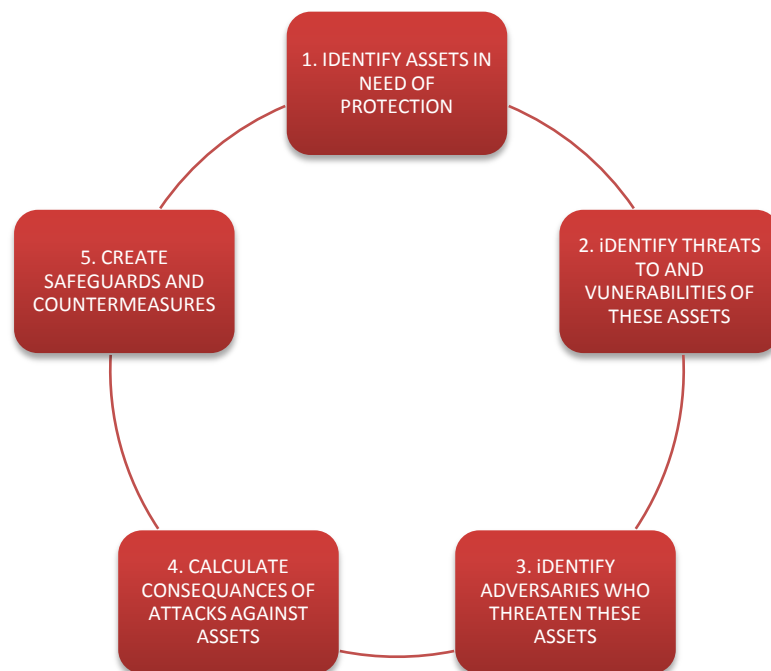 1. IDENTIFY ASSETS IN
NEED OF
PROTECTION
2. iDENTIFY THREATS
TO AND
VUNERABILITIES OF
THESE ASSETS
3. iDENTIFY
ADVERSARIES WHO
THREATEN THESE
ASSETS
4. CALCULATE
CONSEQUANCES OF
ATTACKS AGAINST
ASSETS
5. CREATE
SAFEGUARDS AND
COUNTERMEASURES